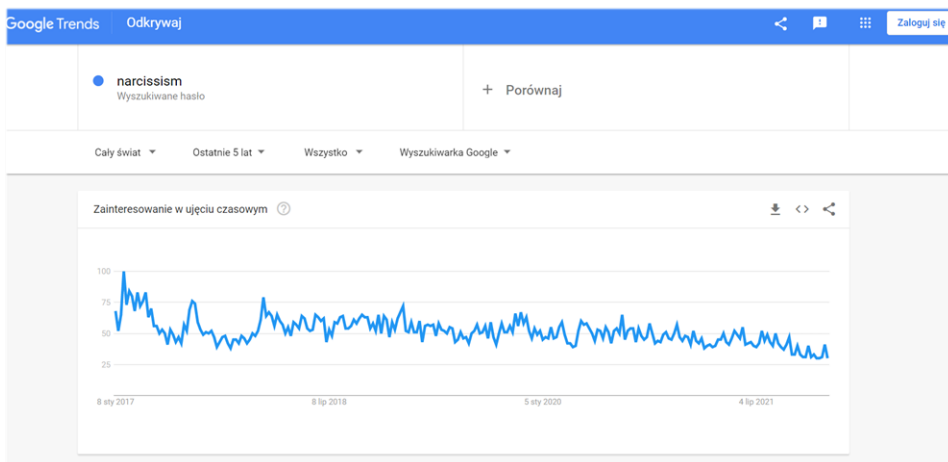 Google Trends Odkrywaj Zaloguj się
narcissism
Wyszukiwane hasło
+ Porównaj
Cały świat Ostatnie 5 lat Wszystko Wyszukiwarka Google
Zainteresowanie w ujęciu czasowym
100
75
50
25
8 sty 2017 8 lip 2018 5 sty 2020 4 lip 2021